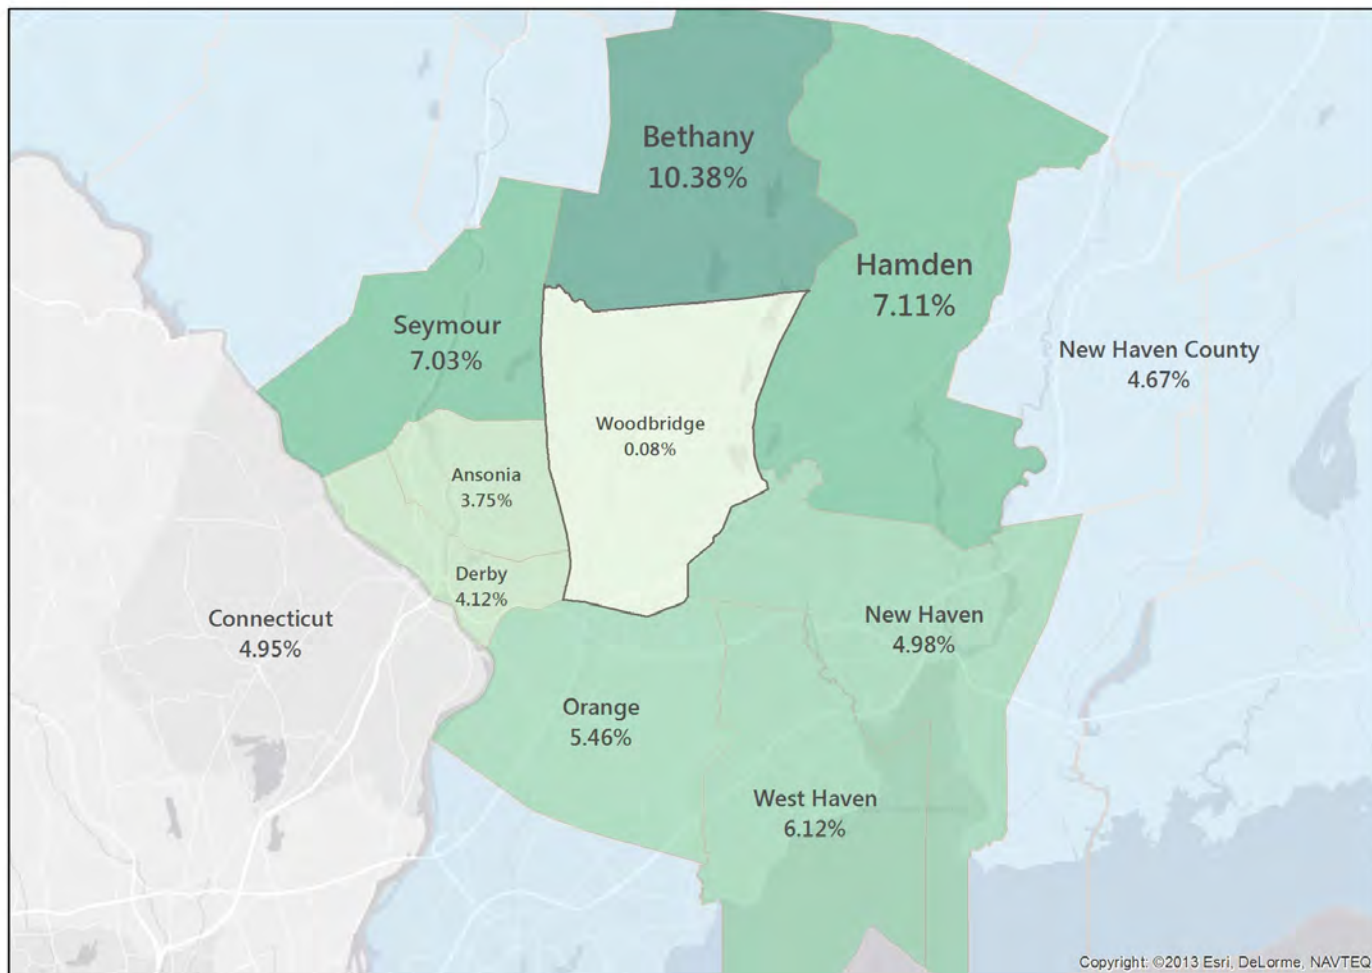 Bethany
10.38%
Hamden
7.11%
Seymour
7.03%
New Haven County
4.67%
Woodbridge
0.08%
Ansonia
3.75%
Derby
4.12%
Connecticut
4.95%
New Haven
4.98%
Orange
5.46%
West Haven
6.12%
Copyright: ©2013 Esri, DeLorme, NAVTEQ